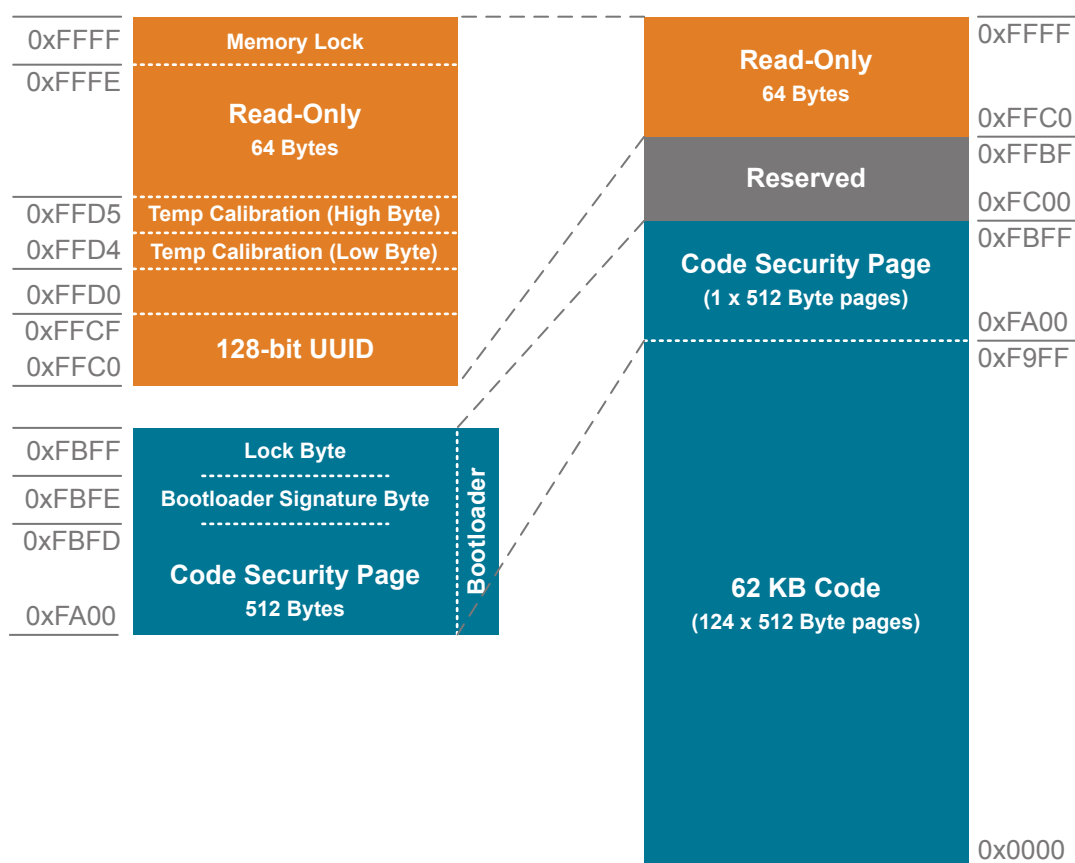 0xFFFF
Memory Lock
0xFFFE
Read-Only
64 Bytes
0xFFD5
Temp Calibration (High Byte)
0xFFD4
Temp Calibration (Low Byte)
0xFFD0
0xFFCF
128-bit UUID
0xFFC0
0xFBFF
Lock Byte
0xFBFE
Bootloader Signature Byte
0xFBFD
Code Security Page
512 Bytes
0xFA00
Bootloader
0xFFFF
Read-Only
64 Bytes
0xFFC0
0xFFBF
Reserved
0xFC00
0xFBFF
Code Security Page
(1 x 512 Byte pages)
0xFA00
0xF9FF
62 KB Code
(124 x 512 Byte pages)
0x0000